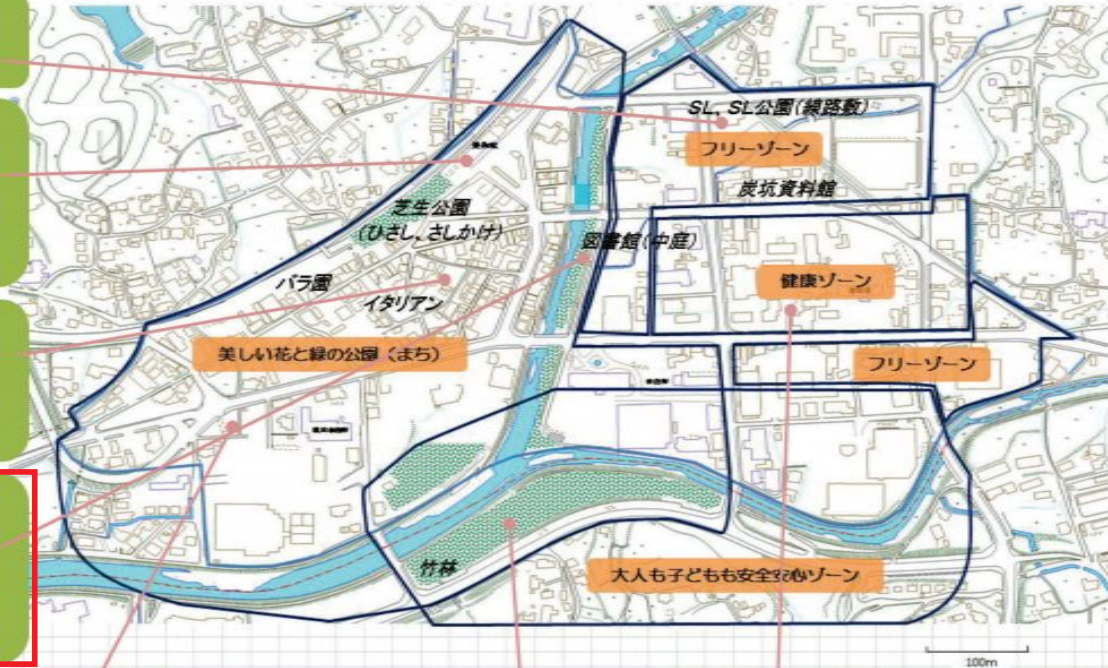 SL、SL公園(線路敷)
フリーゾーン
炭坑資料館
芝生公園
(ひさし、さしかけ)
図書館(中庭)
健康ゾーン
バラ園
イタリアン
美しい花と緑の公園(まち)
フリーゾーン
竹林
大人も子どもも安全安心ゾーン
100m